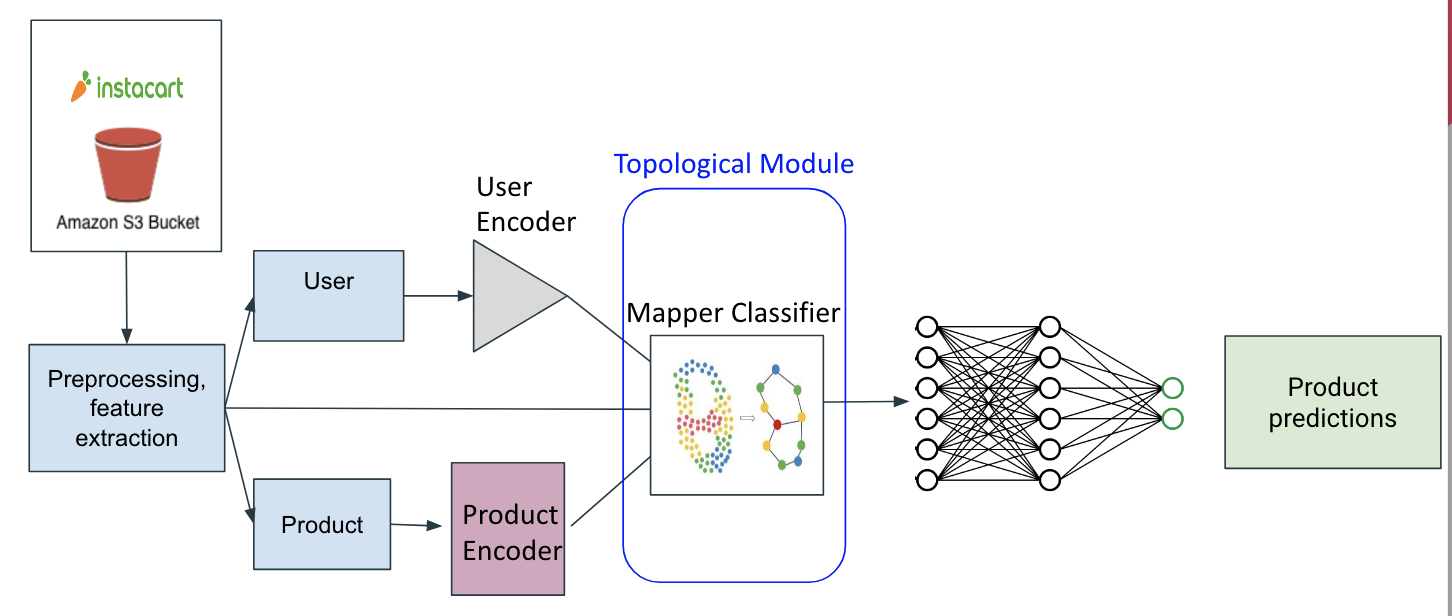 instacart
Amazon S3 Bucket
Preprocessing,
feature
extraction
User
Product
User
Encoder
Product
Encoder
Topological Module
Mapper Classifier
Product
predictions